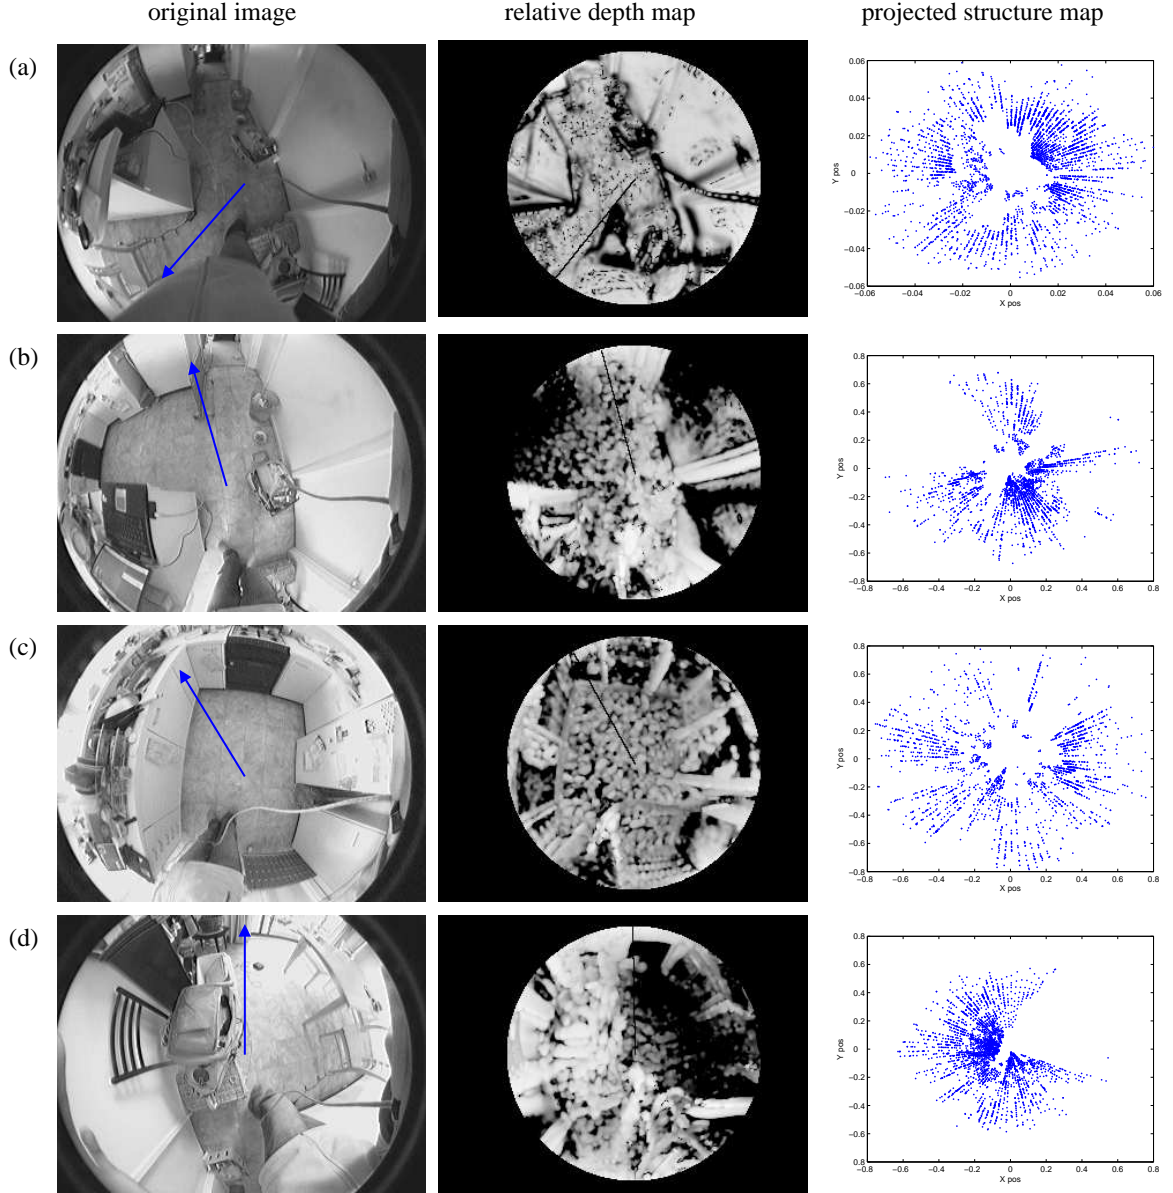 original image relative depth map projected structure map
(a)
0.06
0.04
0.02
0
−0.02
−0.04
−0.06
Y pos
−0.06 −0.04 −0.02 0 0.02 0.04 0.06
X pos
(b)
0.8
0.6
0.4
0.2
0
−0.2
−0.4
−0.6
−0.8
Y pos
−0.8 −0.6 −0.4 −0.2 0 0.2 0.4 0.6 0.8
X pos
(c)
0.8
0.6
0.4
0.2
0
−0.2
−0.4
−0.6
−0.8
Y pos
−0.8 −0.6 −0.4 −0.2 0 0.2 0.4 0.6 0.8
X pos
(d)
0.8
0.6
0.4
0.2
0
−0.2
−0.4
−0.6
−0.8
Y pos
−0.8 −0.6 −0.4 −0.2 0 0.2 0.4 0.6 0.8
X pos